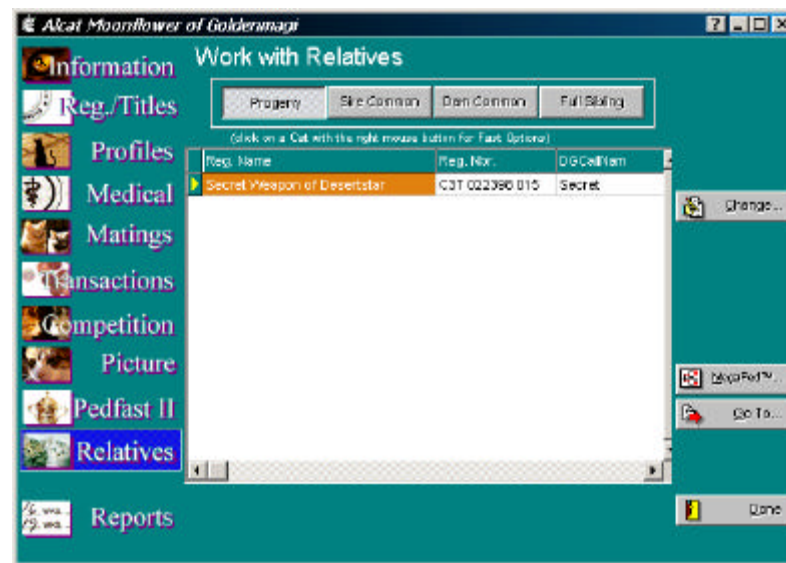 Alcat Moonflower of Goldenmagi
Information
Reg./Titles
Profiles
Medical
Matings
Transactions
Competition
Picture
Pedfast II
Relatives
Reports
Work with Relatives
Progeny Sire Common Dam Common Full Sibling
(click on a Cat with the right mouse button for Fast Options)
Reg. Name Reg. Nbr.
Secret Weapon of Desertstar Secret
Change...
MegaPed™...
Go To...
Done